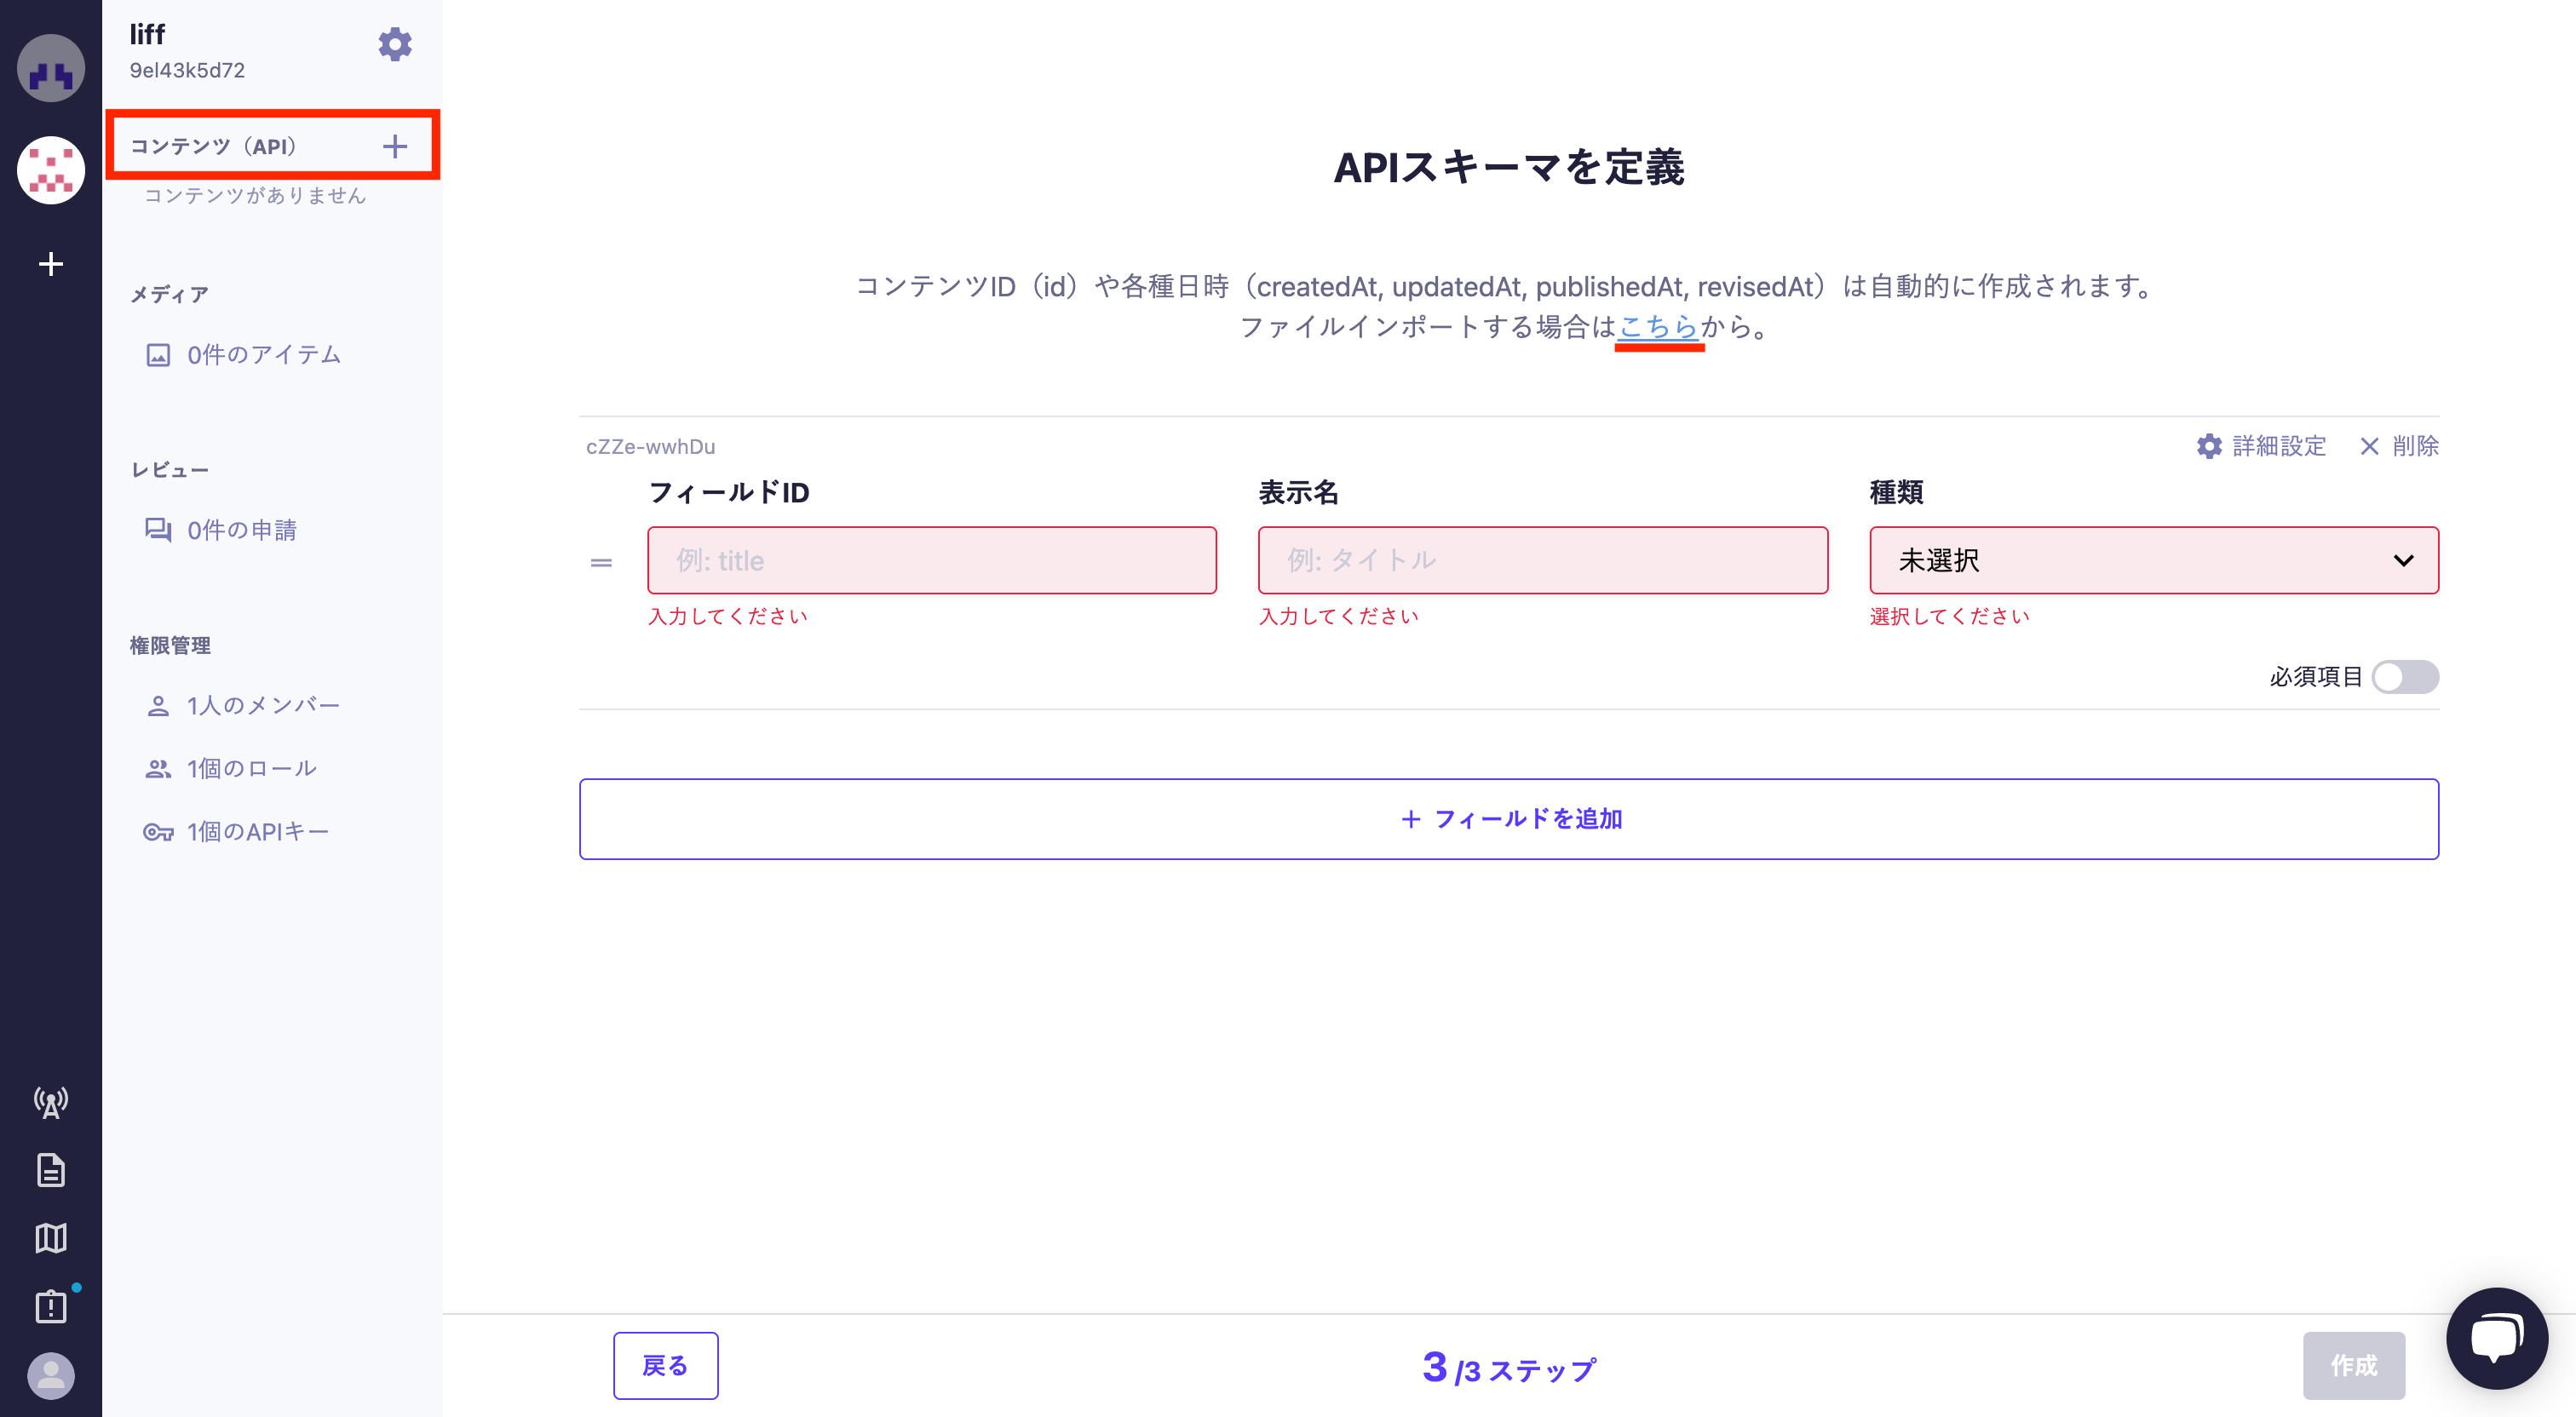 liff
9el43k5d72
コンテンツ（API）
コンテンツがありません
メディア
0件のアイテム
レビュー
0件の申請
権限管理
1人のメンバー
1個のロール
1個のAPIキー
APIスキーマを定義
コンテンツID（id）や各種日時（createdAt, updatedAt, publishedAt, revisedAt）は自動的に作成されます。
ファイルインポートする場合はこちらから。
cZZe-wwhDu
詳細設定 削除
フィールドID 表示名 種類
例: title 例: タイトル 未選択
入力してください 入力してください 選択してください
必須項目
フィールドを追加
戻る 3 /3 ステップ 作成